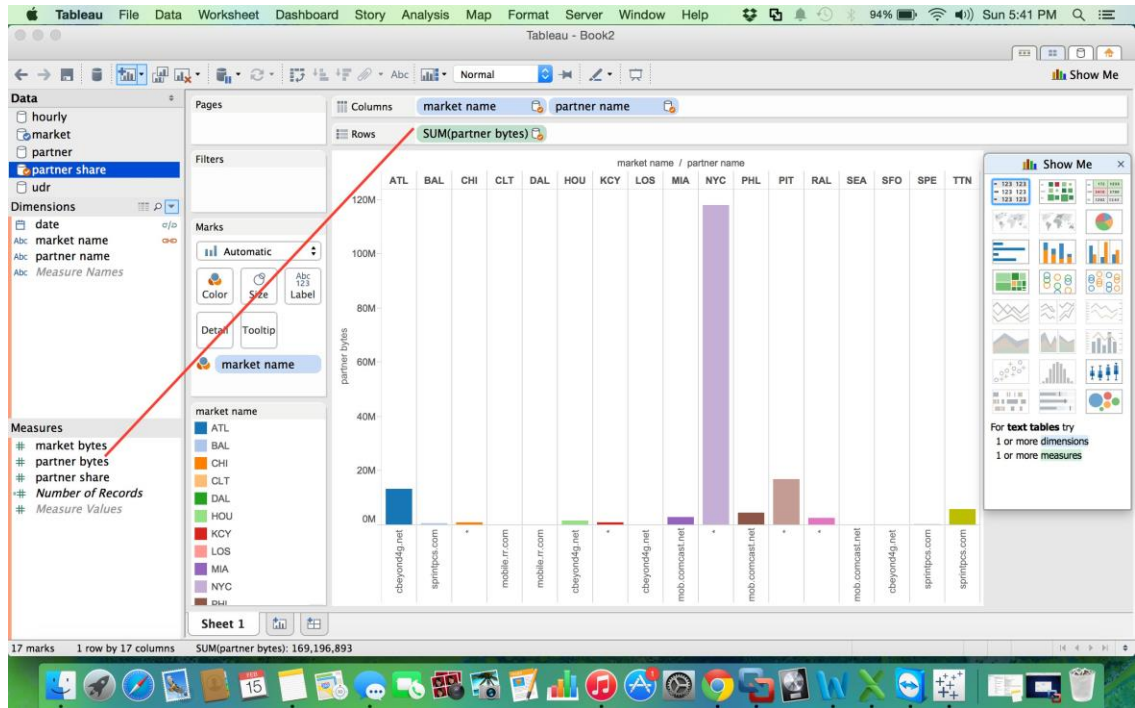 Tableau File Data Worksheet Dashboard Story Analysis Map Format Server Window Help 94% Sun 5:41 PM
Tableau - Book2
Abc Normal Show Me
Data
hourly
market
partner
partner share
udr
Dimensions
date
Abc market name
Abc partner name
Abc Measure Names
Measures
# market bytes
# partner bytes
# partner share
# Number of Records
# Measure Values
Pages
Filters
Marks
Automatic
Color Size Abc 123 Label
Detail Tooltip
market name
market name
ATL
BAL
CHI
CLT
DAL
HOU
KCY
LOS
MIA
NYC
PHL
Columns market name partner name
Rows SUM(partner bytes)
market name / partner name
ATL BAL CHI CLT DAL HOU KCY LOS MIA NYC PHL PIT RAL SEA SFO SPE TTN
120M
100M
80M
60M
40M
20M
0M
partner bytes
cbeyond4g.net sprintpcs.com * mobile.rr.com mobile.rr.com cbeyond4g.net * cbeyond4g.net mob.comcast.net * mob.comcast.net * * mob.comcast.net cbeyond4g.net sprintpcs.com sprintpcs.com
Show Me ×
For text tables try
1 or more dimensions
1 or more measures
Sheet 1
17 marks 1 row by 17 columns SUM(partner bytes): 169,196,893
FEB
15